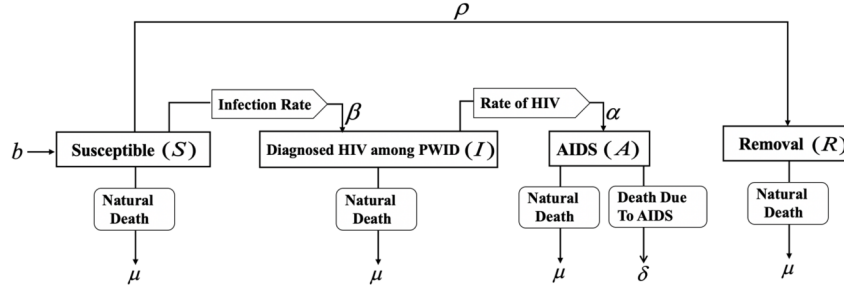 ρ
Infection Rate
β
Rate of HIV
α
b
Susceptible (S)
Diagnosed HIV among PWID (I)
AIDS (A)
Removal (R)
Natural
Death
Natural
Death
Natural
Death
Death Due
To AIDS
Natural
Death
μ
μ
μ
δ
μ